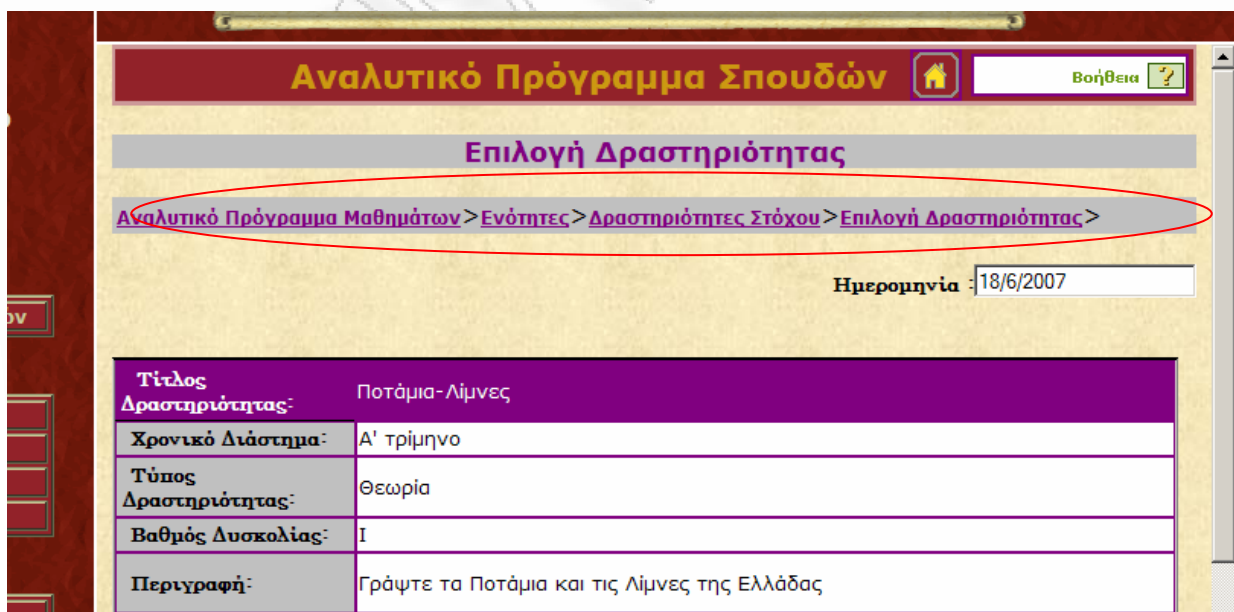 Αναλυτικό Πρόγραμμα Σπουδών
Βοήθεια ?
Επιλογή Δραστηριότητας
Αναλυτικό Πρόγραμμα Μαθημάτων>Ενότητες>Δραστηριότητες Στόχου>Επιλογή Δραστηριότητας>
Ημερομηνία :18/6/2007
ών
Τίτλος
Δραστηριότητας: Ποτάμια-Λίμνες
Χρονικό Διάστημα: Α' τρίμηνο
Τύπος
Δραστηριότητας: Θεωρία
Βαθμός Δυσκολίας: Ι
Περιγραφή: Γράψτε τα Ποτάμια και τις Λίμνες της Ελλάδας